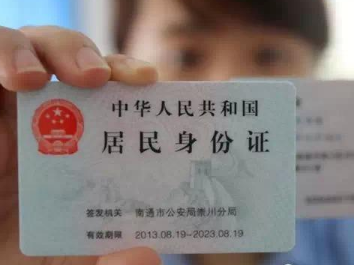 中华人民共和国
居民身份证
签发机关 南通市公安局崇川分局
有效期限 2013.08.19-2023.08.19